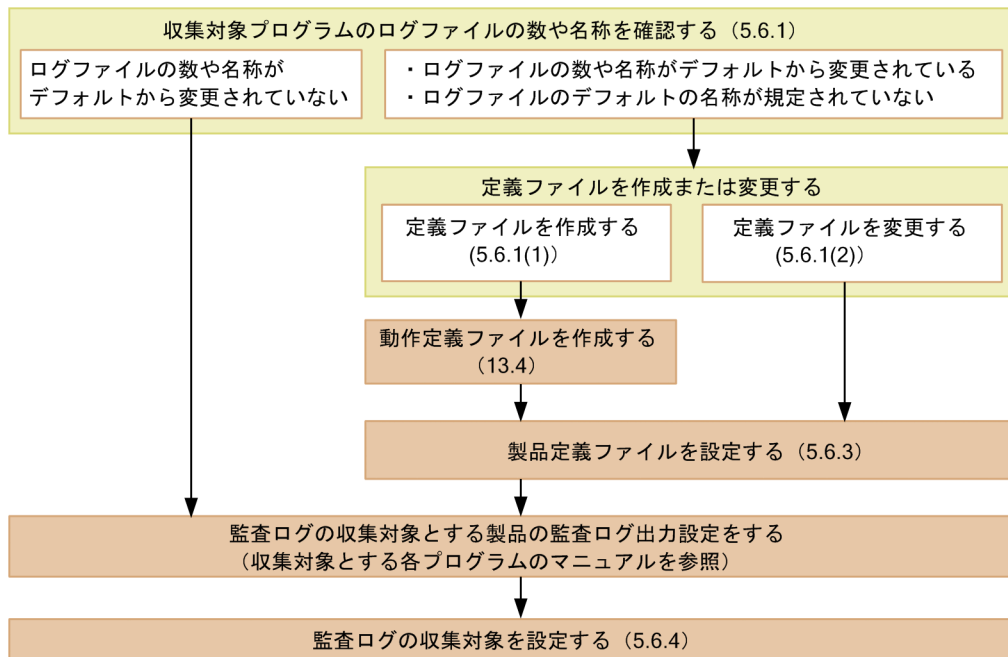 収集対象プログラムのログファイルの数や名称を確認する（5.6.1）
ログファイルの数や名称が
デフォルトから変更されていない
・ログファイルの数や名称がデフォルトから変更されている
・ログファイルのデフォルトの名称が規定されていない
定義ファイルを作成または変更する
定義ファイルを作成する
(5.6.1(1)）
定義ファイルを変更する
(5.6.1(2)）
動作定義ファイルを作成する
（13.4）
製品定義ファイルを設定する（5.6.3）
監査ログの収集対象とする製品の監査ログ出力設定をする
（収集対象とする各プログラムのマニュアルを参照）
監査ログの収集対象を設定する（5.6.4）